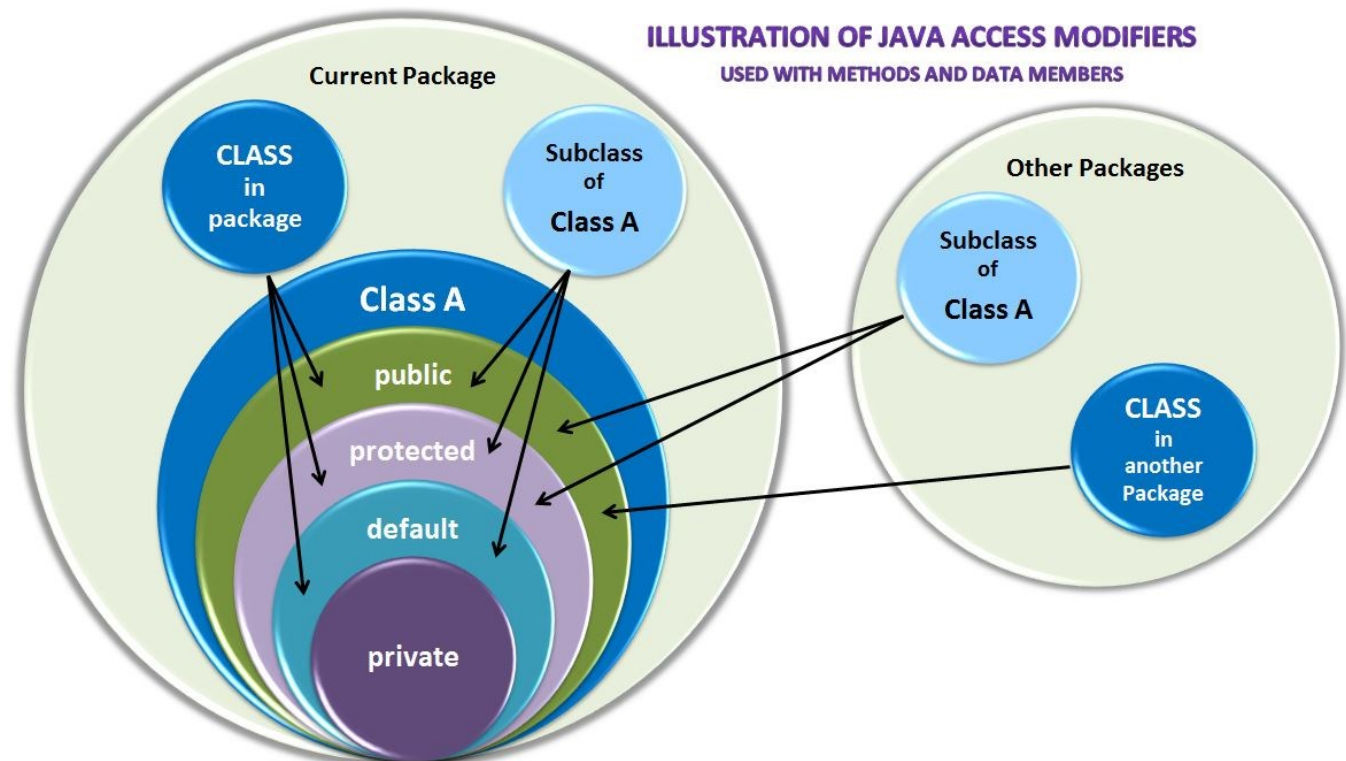 ILLUSTRATION OF JAVA ACCESS MODIFIERS
USED WITH METHODS AND DATA MEMBERS
Current Package
CLASS
in
package
Subclass
of
Class A
Class A
public
protected
default
private
Other Packages
Subclass
of
Class A
CLASS
in
another
Package